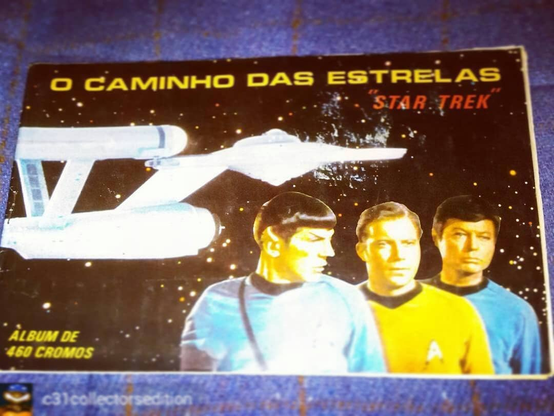 O CAMINHO DAS ESTRELAS
"STAR TREK"
ÁLBUM DE
460 CROMOS
c31collectorsedition